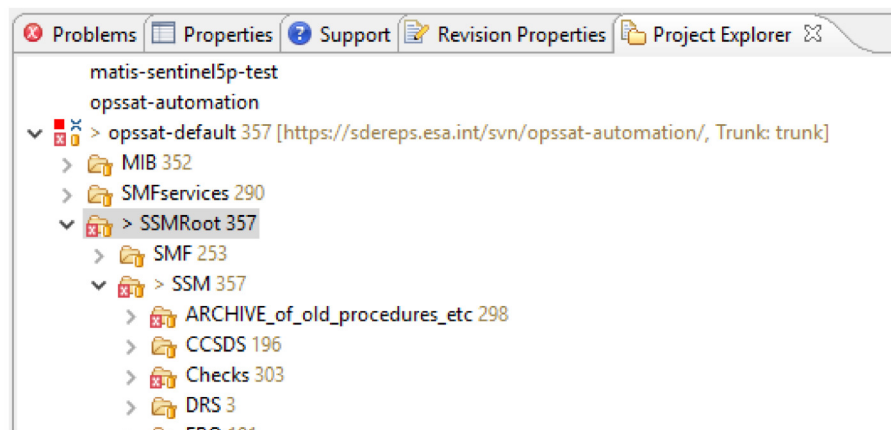 Problems Properties Support Revision Properties Project Explorer
matis-sentinel5p-test
opssat-automation
> opssat-default 357 [https://sdereps.esa.int/svn/opssat-automation/, Trunk: trunk]
MIB 352
SMFservices 290
> SSMRoot 357
SMF 253
> SSM 357
ARCHIVE_of_old_procedures_etc 298
CCSDS 196
Checks 303
DRS 3